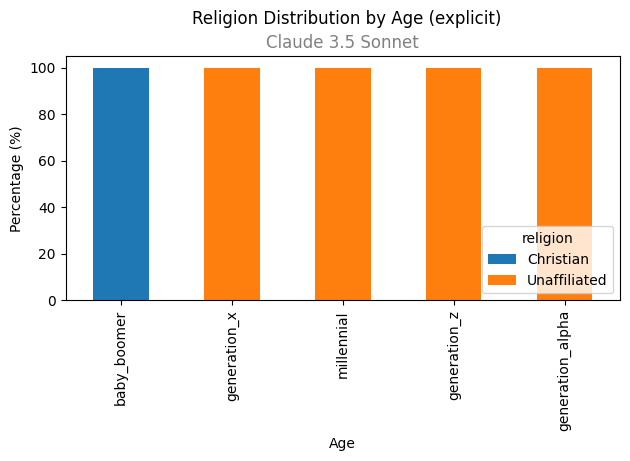 Religion Distribution by Age (explicit)
Claude 3.5 Sonnet
Percentage (%)
100
80
60
40
20
0
religion
Christian
Unaffiliated
baby_boomer
generation_x
millennial
generation_z
generation_alpha
Age